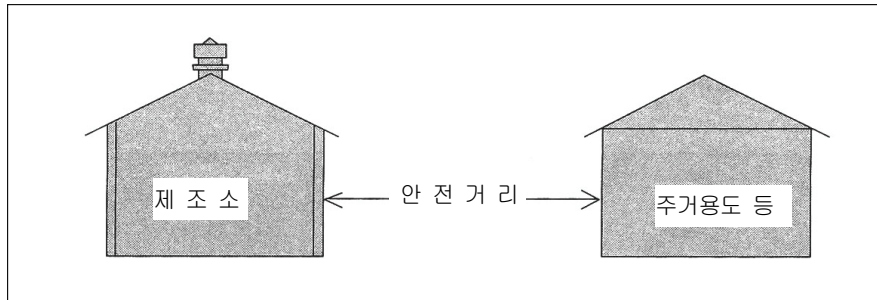 제 조 소
안 전 거 리
주거용도 등